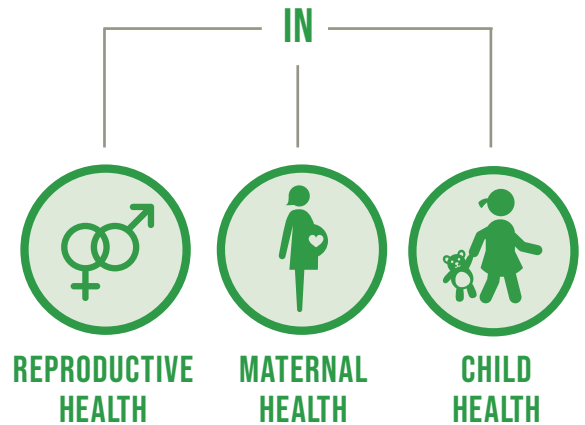 IN
REPRODUCTIVE
HEALTH
MATERNAL
HEALTH
CHILD
HEALTH